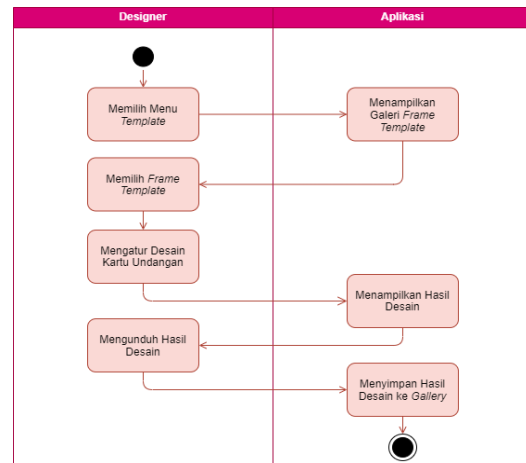 Designer
Aplikasi
Memilih Menu
Template
Menampilkan
Galeri Frame
Template
Memilih Frame
Template
Mengatur Desain
Kartu Undangan
Menampilkan Hasil
Desain
Mengunduh Hasil
Desain
Menyimpan Hasil
Desain ke Gallery